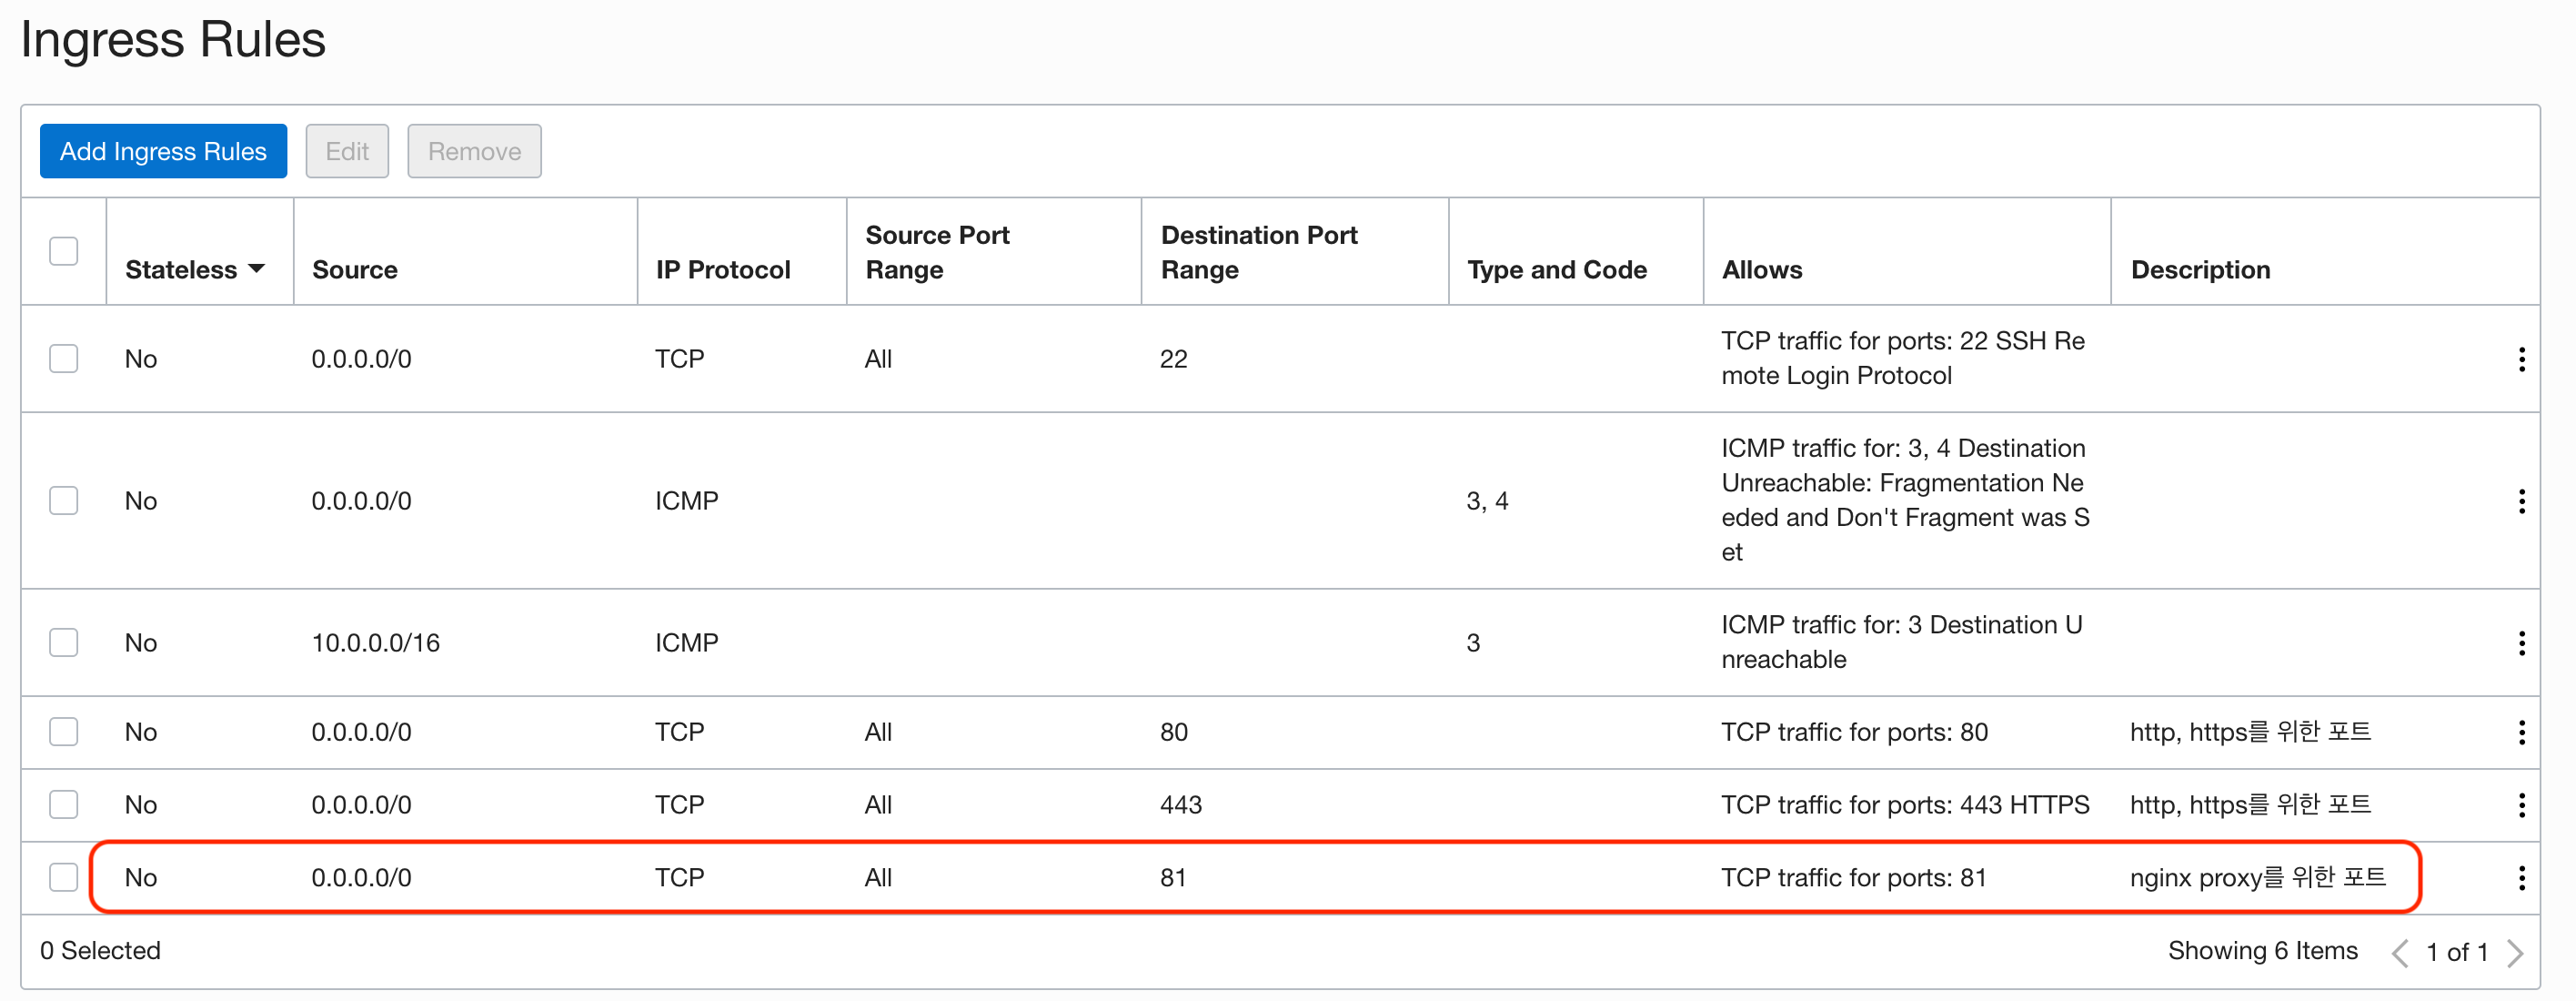 Ingress Rules
Add Ingress Rules Edit Remove
Stateless Source IP Protocol Source Port Range Destination Port Range Type and Code Allows Description
No 0.0.0.0/0 TCP All 22 TCP traffic for ports: 22 SSH Re
mote Login Protocol
No 0.0.0.0/0 ICMP 3, 4 ICMP traffic for: 3, 4 Destination
Unreachable: Fragmentation Ne
eded and Don't Fragment was S
et
No 10.0.0.0/16 ICMP 3 ICMP traffic for: 3 Destination U
nreachable
No 0.0.0.0/0 TCP All 80 TCP traffic for ports: 80 http, https를 위한 포트
No 0.0.0.0/0 TCP All 443 TCP traffic for ports: 443 HTTPS http, https를 위한 포트
No 0.0.0.0/0 TCP All 81 TCP traffic for ports: 81 nginx proxy를 위한 포트
0 Selected Showing 6 Items 1 of 1